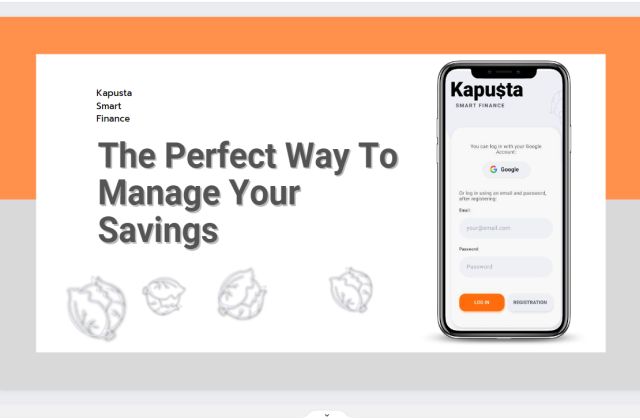 Kapusta
Smart
Finance
The Perfect Way To
Manage Your
Savings
Kapu$ta
SMART FINANCE
You can log in with your Google
Account:
Google
Or log in using an email and password,
after registering:
Email:
your@email.com
Password:
Password
LOG IN
REGISTRATION